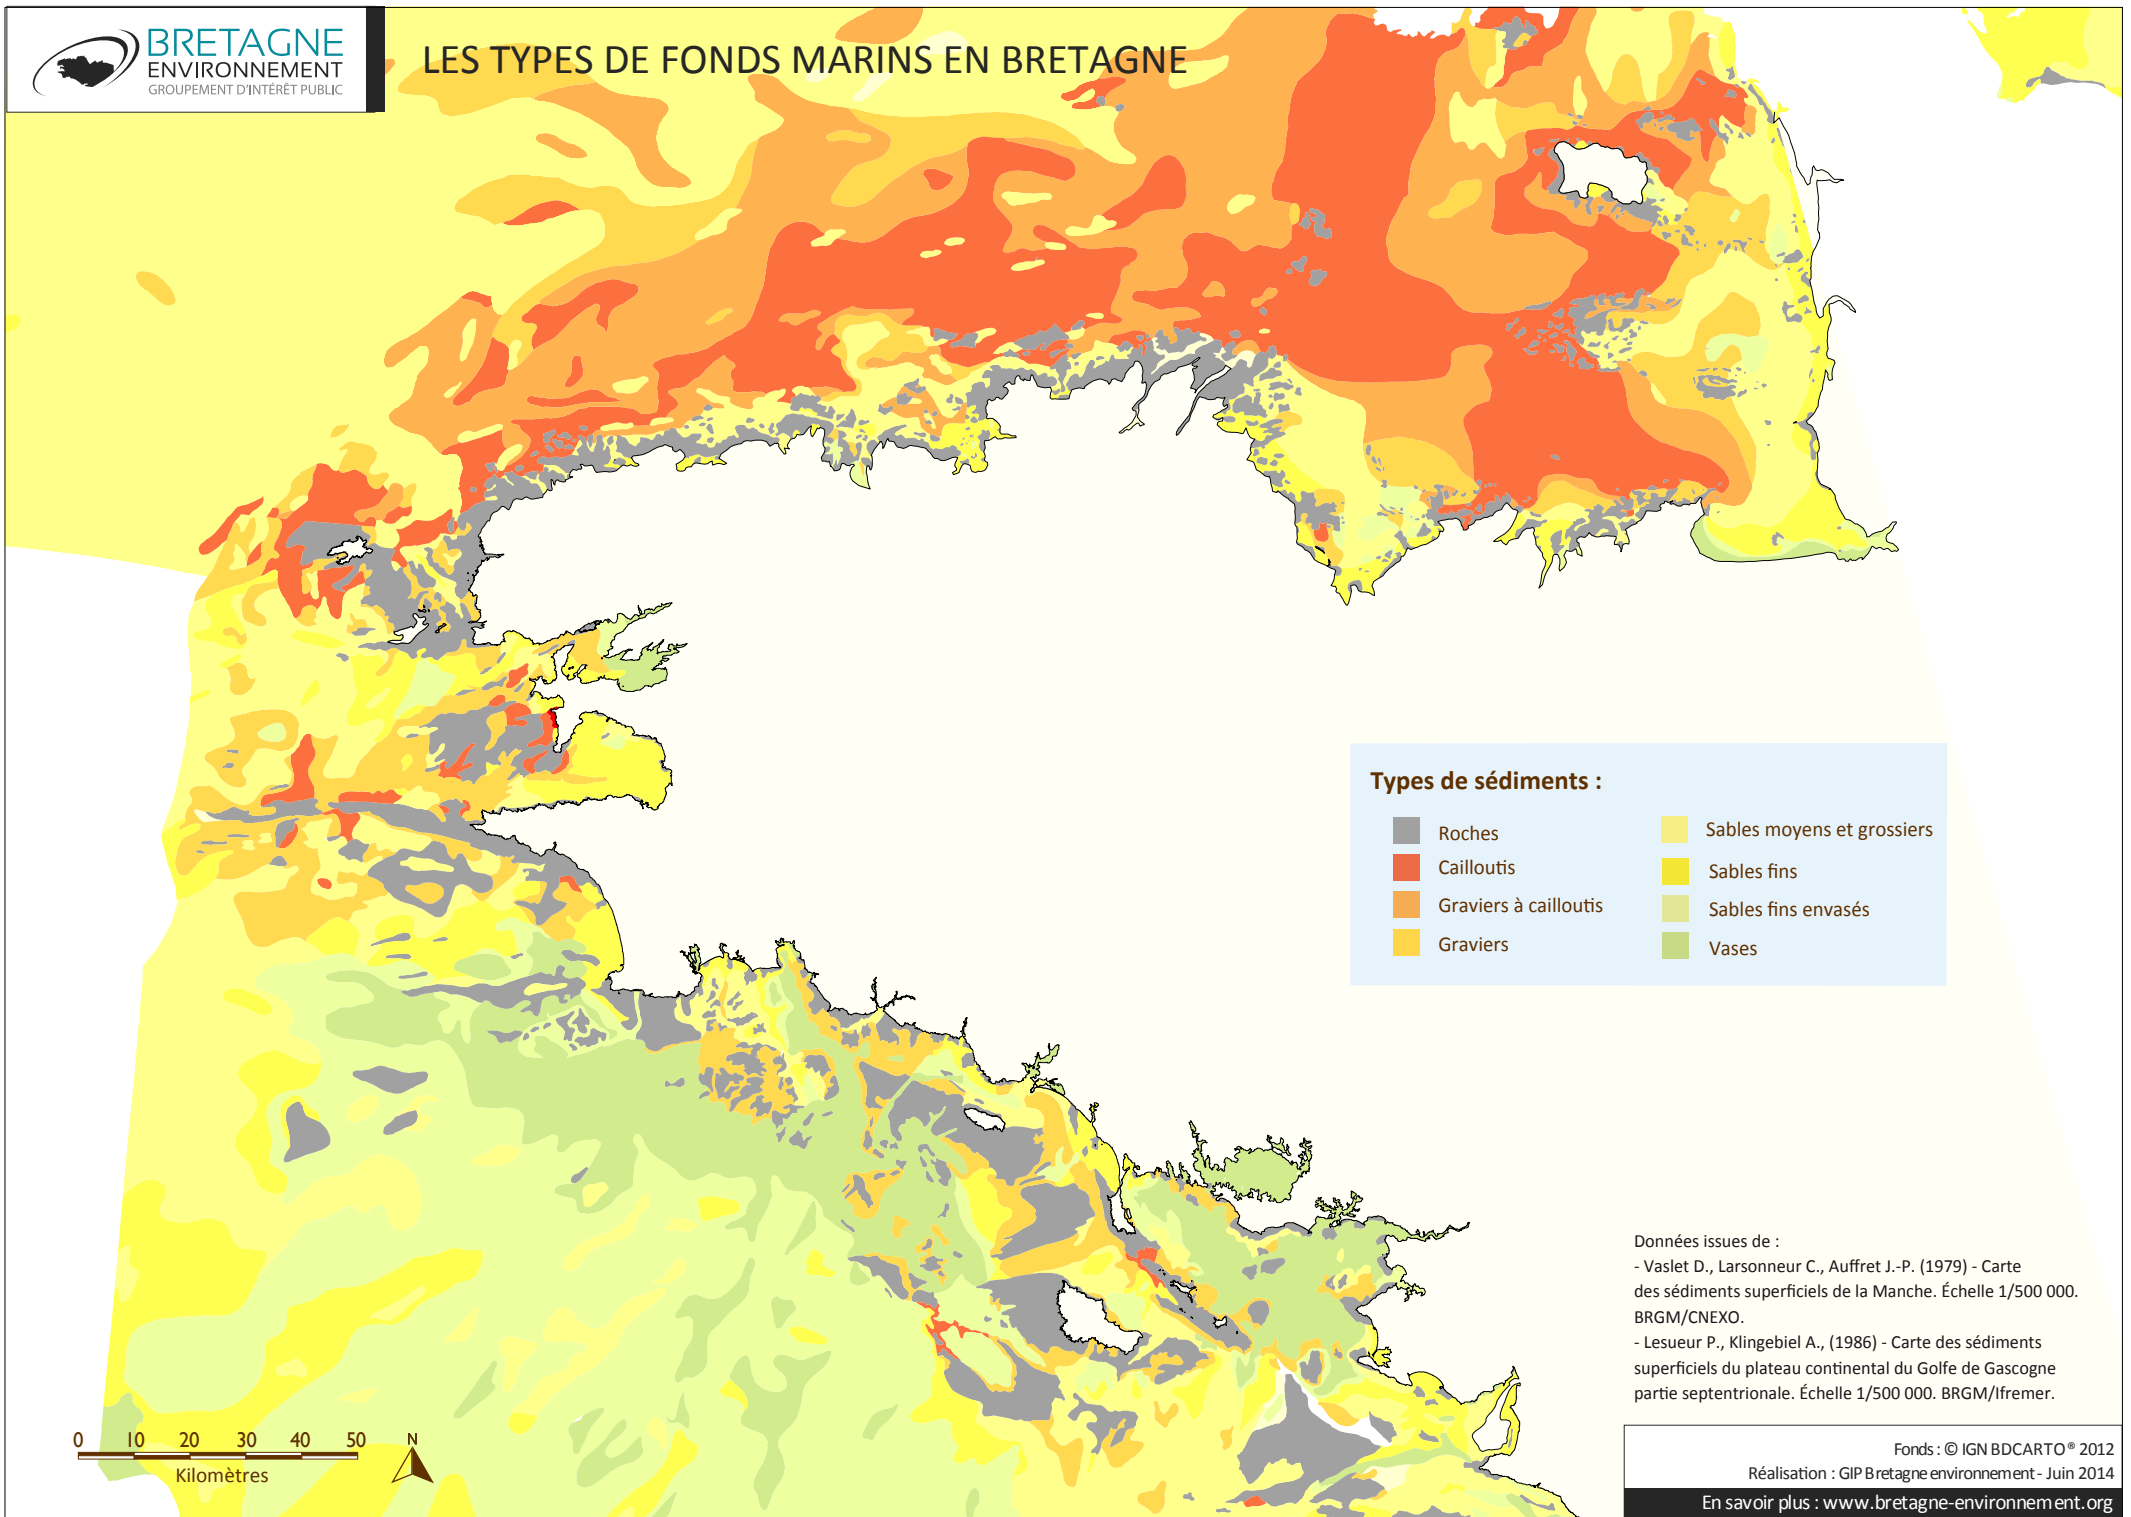 BRETAGNE
ENVIRONNEMENT
GROUPEMENT D'INTÉRÊT PUBLIC
LES TYPES DE FONDS MARINS EN BRETAGNE
Types de sédiments :
Roches
Cailloutis
Graviers à cailloutis
Graviers
Sables moyens et grossiers
Sables fins
Sables fins envasés
Vases
Données issues de :
- Vaslet D., Larsonneur C., Auffret J.-P. (1979) - Carte
des sédiments superficiels de la Manche. Échelle 1/500 000.
BRGM/CNEXO.
- Lesueur P., Klingebiel A., (1986) - Carte des sédiments
superficiels du plateau continental du Golfe de Gascogne
partie septentrionale. Échelle 1/500 000. BRGM/Ifremer.
0 10 20 30 40 50
Kilomètres
N
Fonds : © IGN BDCARTO® 2012
Réalisation : GIP Bretagne environnement - Juin 2014
En savoir plus : www.bretagne-environnement.org